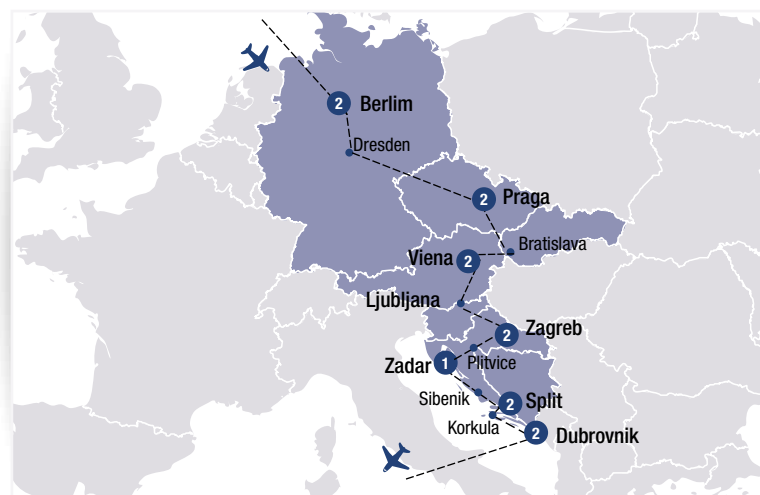 2 Berlim
Dresden
2 Praga
Bratislava
Viena 2
Ljubljana
2 Zagreb
Plitvice
Zadar 1
Sibenik
2 Split
Korkula
2 Dubrovnik